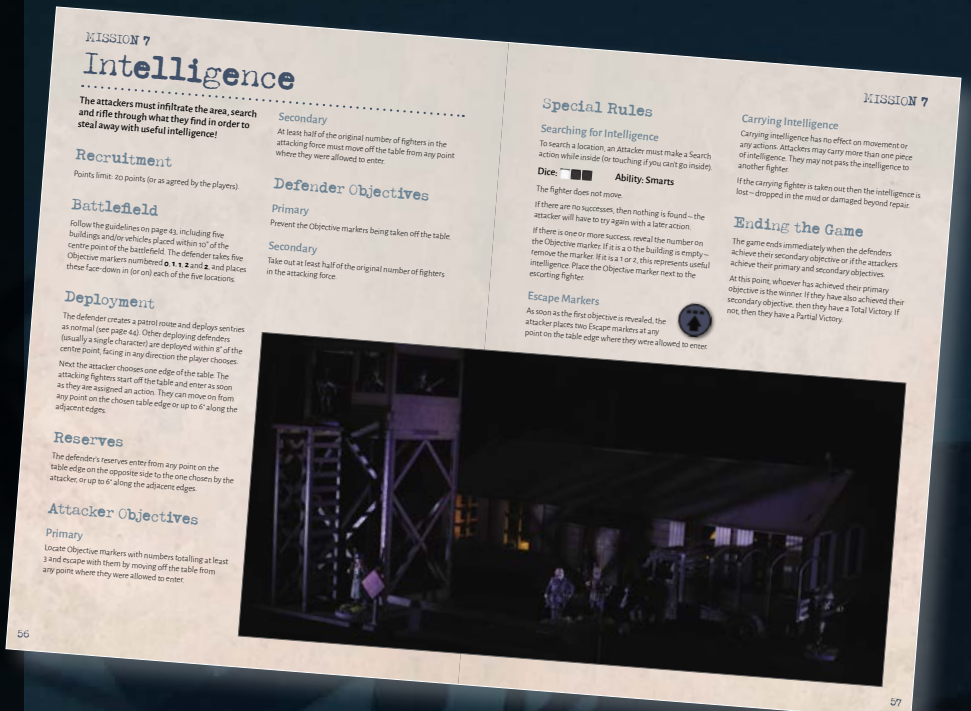 MISSION 7
Intelligence
The attackers must infiltrate the area, search
and rifle through what they find in order to
steal away with useful intelligence!
Recruitment
Points limit: 20 points (or as agreed by the players).
Battlefield
Follow the guidelines on page 43, including five
buildings and/or vehicles placed within 10" of the
centre point of the battlefield. The defender takes five
Objective markers numbered 0, 1, 1, 2 and 2, and places
these face-down in (or on) each of the five locations.
Deployment
The defender creates a patrol route and deploys sentries
as normal (see page 44). Other deploying defenders
(usually a single character) are deployed within 8" of the
centre point, facing in any direction the player chooses.
Next the attacker chooses one edge of the table. The
attacking fighters start off the table and enter as soon
as they are assigned an action. They can move on from
any point on the chosen table edge or up to 6" along the
adjacent edges.
Reserves
The defender's reserves enter from any point on the
table edge on the opposite side to the one chosen by the
attacker, or up to 6" along the adjacent edges.
Attacker Objectives
Primary
Locate Objective markers with numbers totalling at least
3 and escape with them by moving off the table from
any point where they were allowed to enter.
56
Secondary
At least half of the original number of fighters in the
attacking force must move off the table from any point
where they were allowed to enter.
Defender Objectives
Primary
Prevent the Objective markers being taken off the table.
Secondary
Take out at least half of the original number of fighters
in the attacking force.
MISSION 7
Special Rules
Searching for Intelligence
To search a location, an Attacker must make a Search
action while inside (or touching if you can't go inside).
Dice: Ability: Smarts
The fighter does not move.
If there are no successes, then nothing is found – the
attacker will have to try again with a later action.
If there is one or more success, reveal the number on
the Objective marker. If it is a 0 the building is empty –
remove the marker. If it is a 1 or 2, this represents useful
intelligence. Place the Objective marker next to the
escorting fighter.
Escape Markers
As soon as the first objective is revealed, the
attacker places two Escape markers at any
point on the table edge where they were allowed to enter.
Carrying Intelligence
Carrying intelligence has no effect on movement or
any actions. Attackers may carry more than one piece
of intelligence. They may not pass the intelligence to
another fighter.
If the carrying fighter is taken out then the intelligence is
lost – dropped in the mud or damaged beyond repair.
Ending the Game
The game ends immediately when the defenders
achieve their secondary objective or if the attackers
achieve their primary and secondary objectives.
At this point, whoever has achieved their primary
objective is the winner. If they have also achieved their
secondary objective, then they have a Total Victory. If
not, then they have a Partial Victory.
57